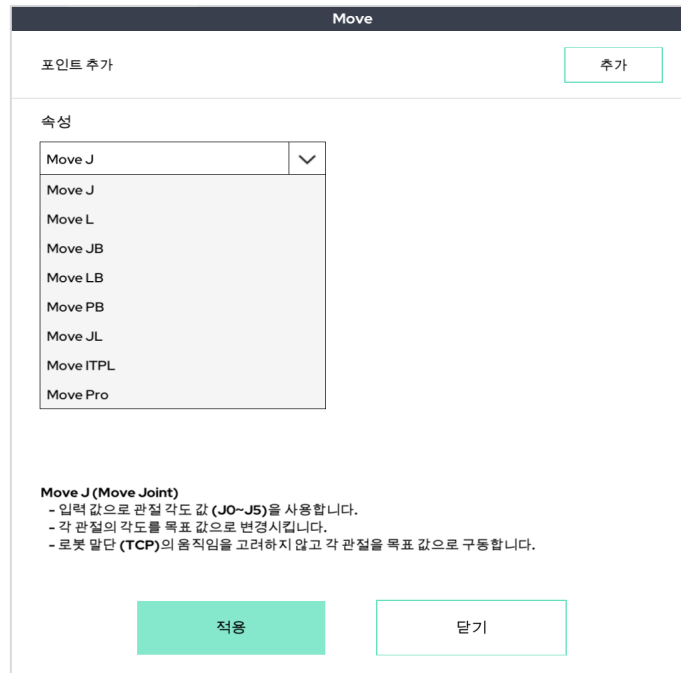 Move
포인트 추가
추가
속성
Move J
Move J
Move L
Move JB
Move LB
Move PB
Move JL
Move ITPL
Move Pro
Move J (Move Joint)
- 입력 값으로 관절 각도 값 (J0~J5)을 사용합니다.
- 각 관절의 각도를 목표 값으로 변경시킵니다.
- 로봇 말단 (TCP)의 움직임을 고려하지 않고 각 관절을 목표 값으로 구동합니다.
적용
닫기